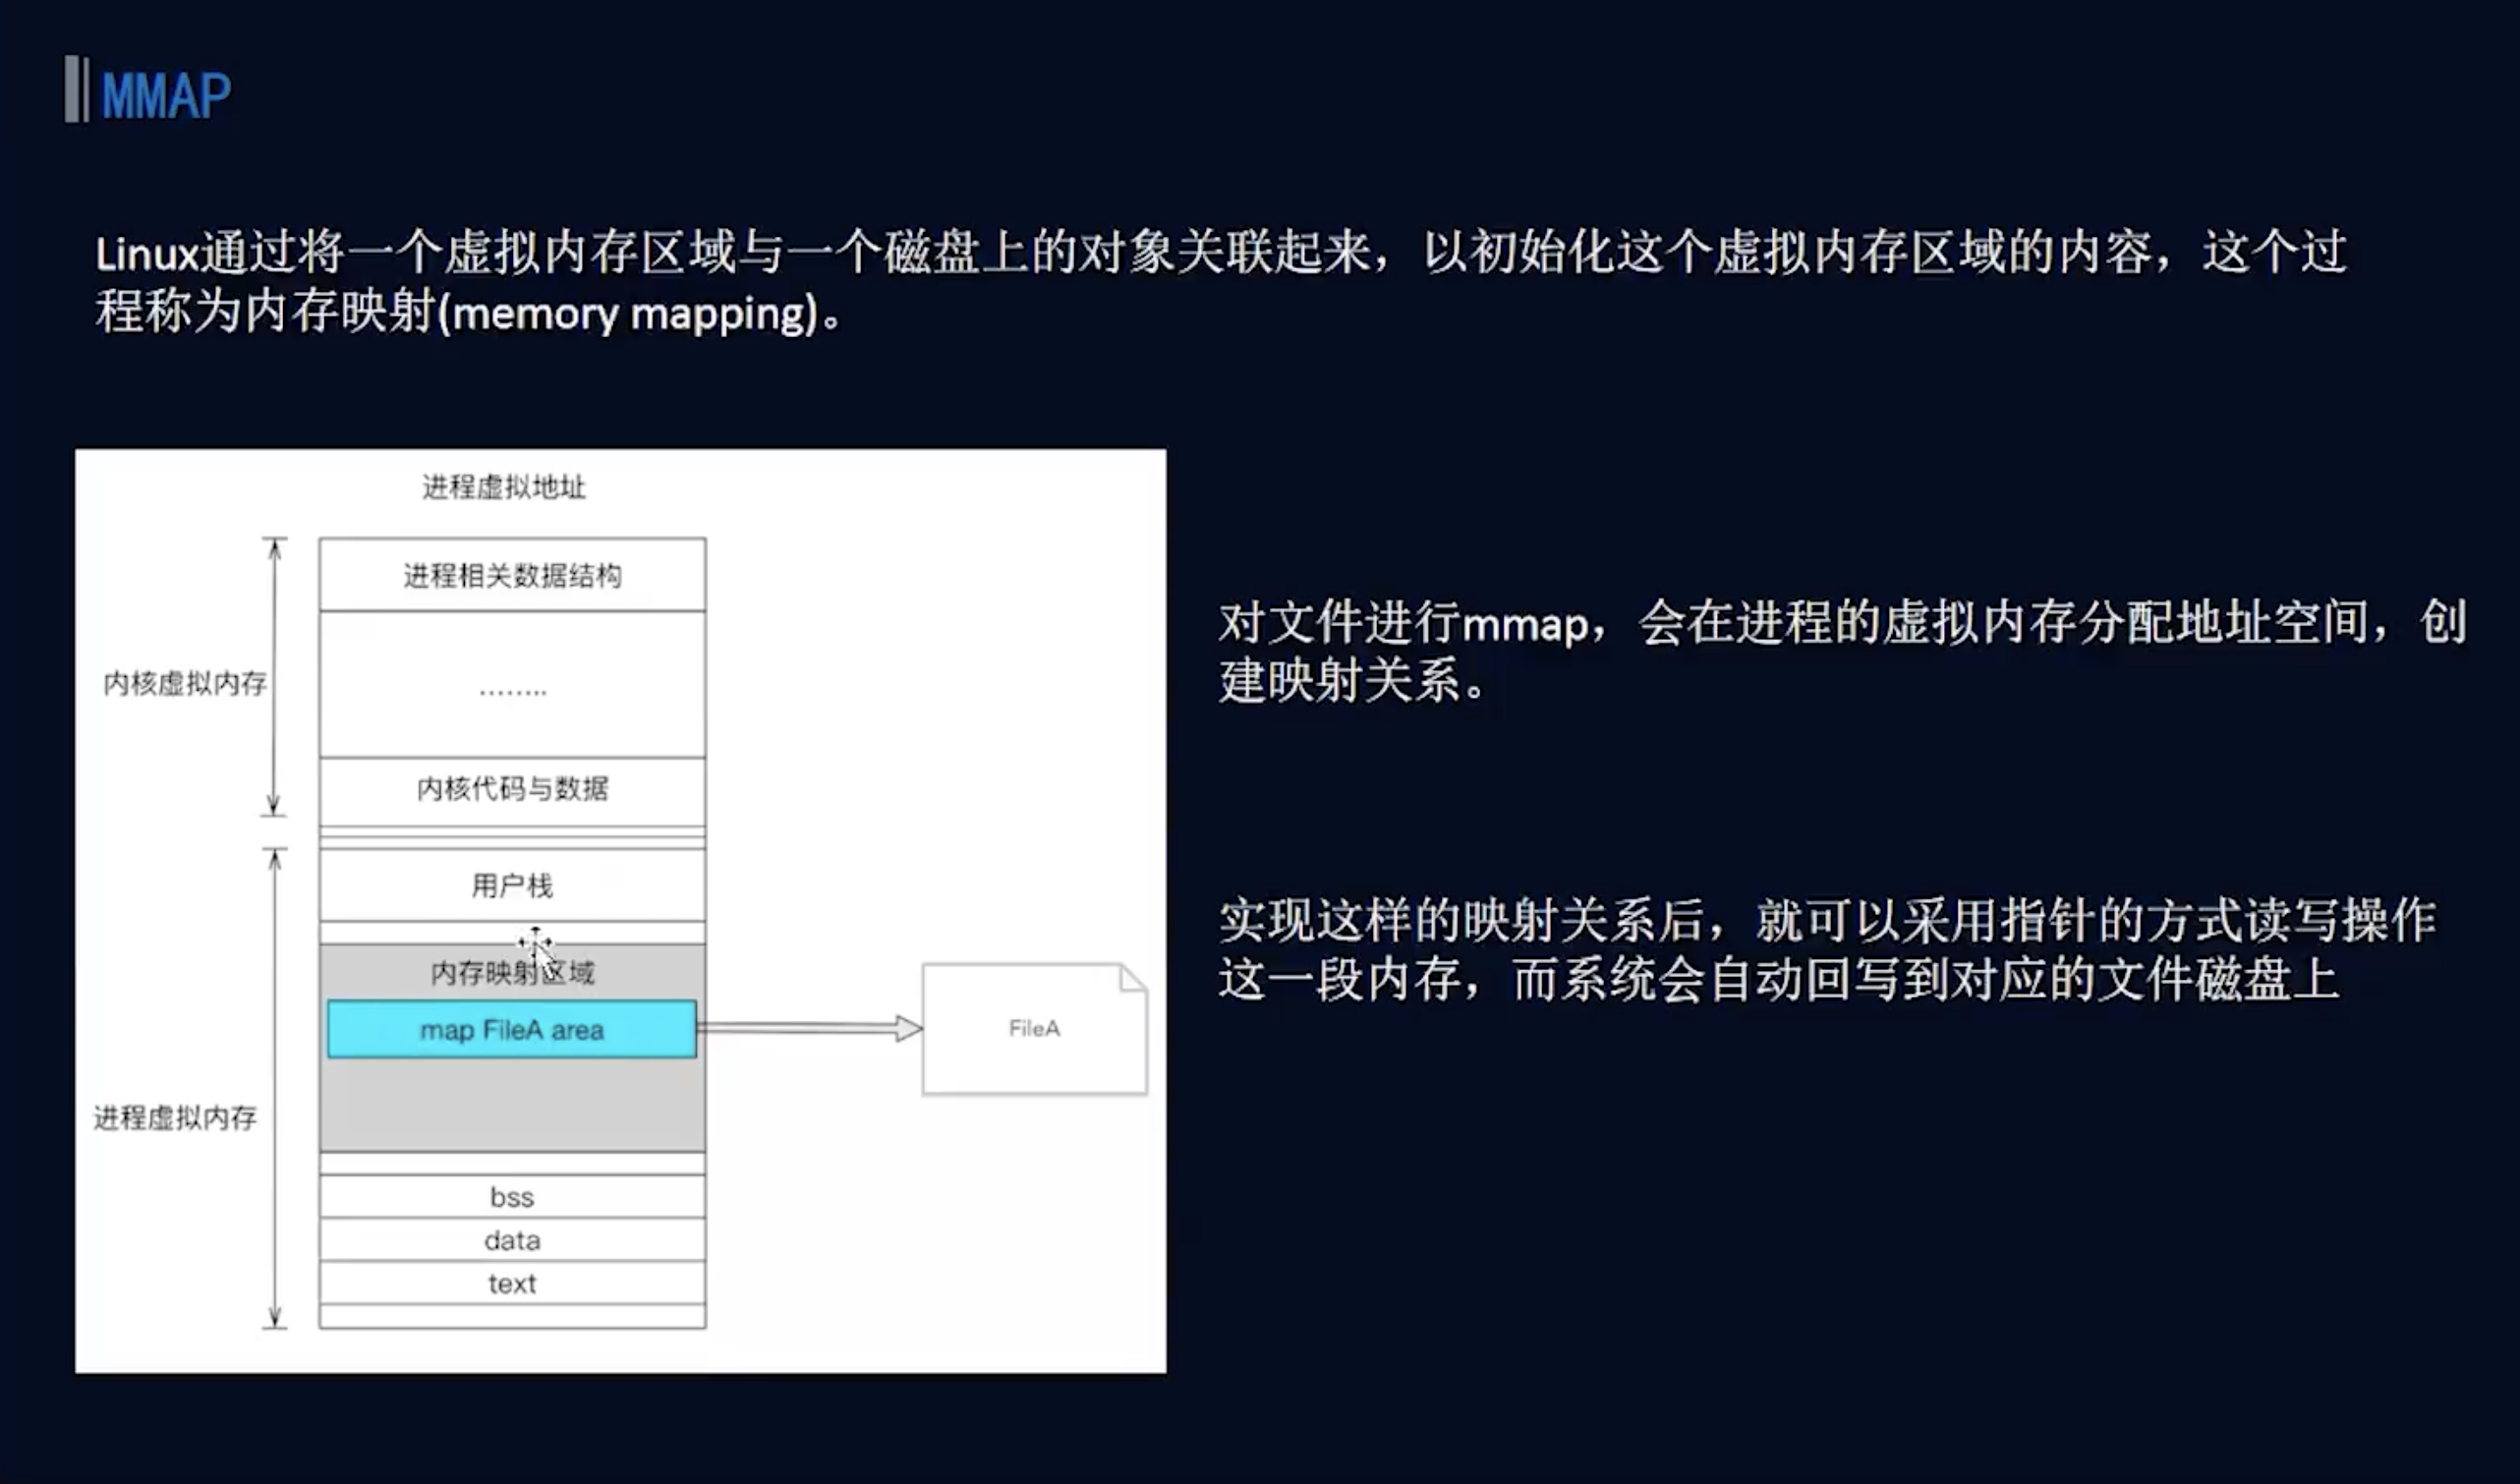 MMAP
Linux通过将一个虚拟内存区域与一个磁盘上的对象关联起来，以初始化这个虚拟内存区域的内容，这个过
程称为内存映射(memory mapping)。
进程虚拟地址
进程相关数据结构
内核虚拟内存
........
内核代码与数据
用户栈
内存映射区域
map FileA area
FileA
进程虚拟内存
bss
data
text
对文件进行mmap，会在进程的虚拟内存分配地址空间，创
建映射关系。
实现这样的映射关系后，就可以采用指针的方式读写操作
这一段内存，而系统会自动回写到对应的文件磁盘上